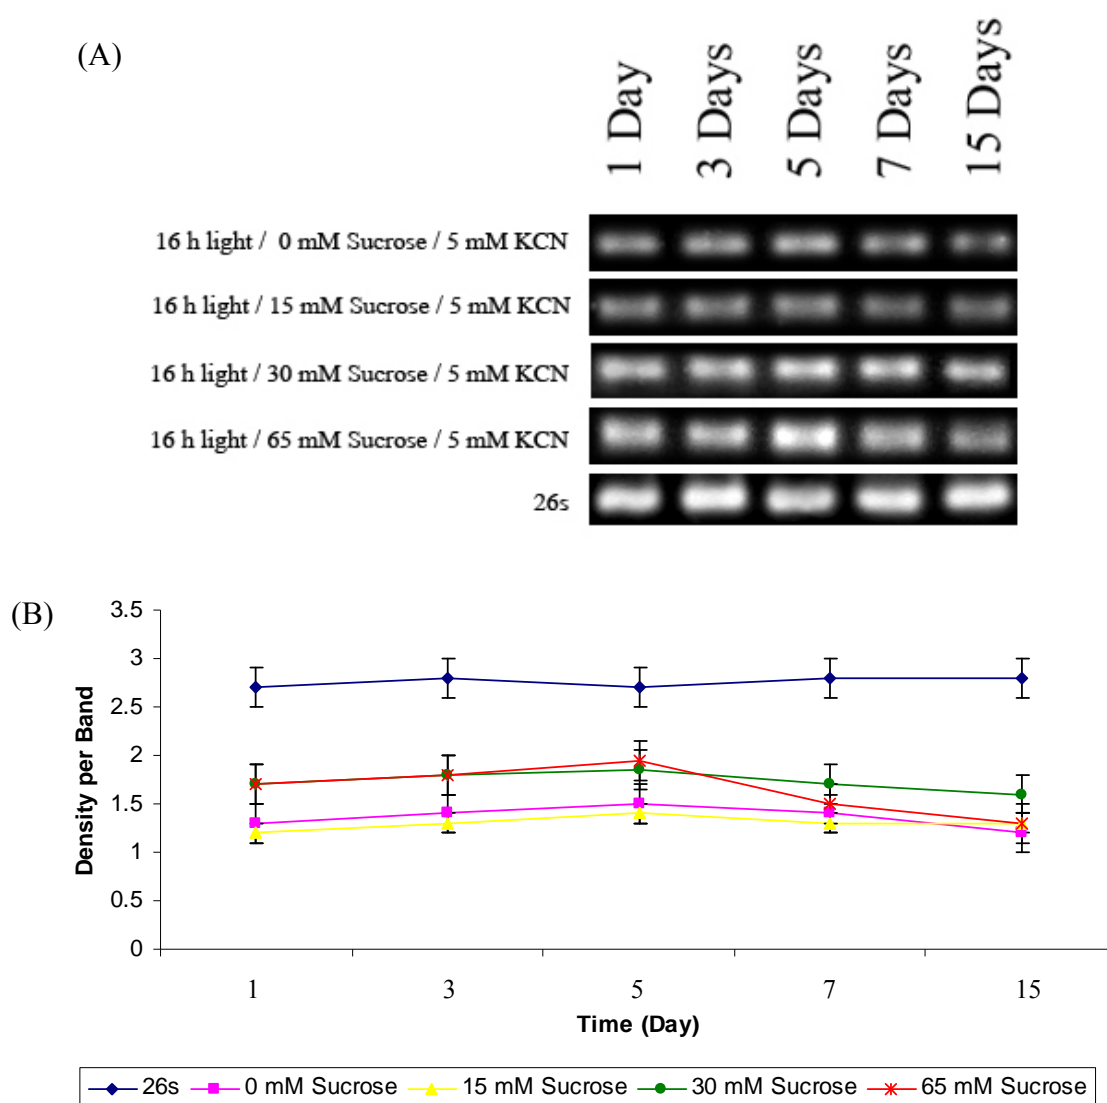 (A)
1 Day
3 Days
5 Days
7 Days
15 Days
16 h light / 0 mM Sucrose / 5 mM KCN
16 h light / 15 mM Sucrose / 5 mM KCN
16 h light / 30 mM Sucrose / 5 mM KCN
16 h light / 65 mM Sucrose / 5 mM KCN
26s
(B)
3.5
3
2.5
2
1.5
1
0.5
0
Density per Band
1 3 5 7 15
Time (Day)
26s 0 mM Sucrose 15 mM Sucrose 30 mM Sucrose 65 mM Sucrose